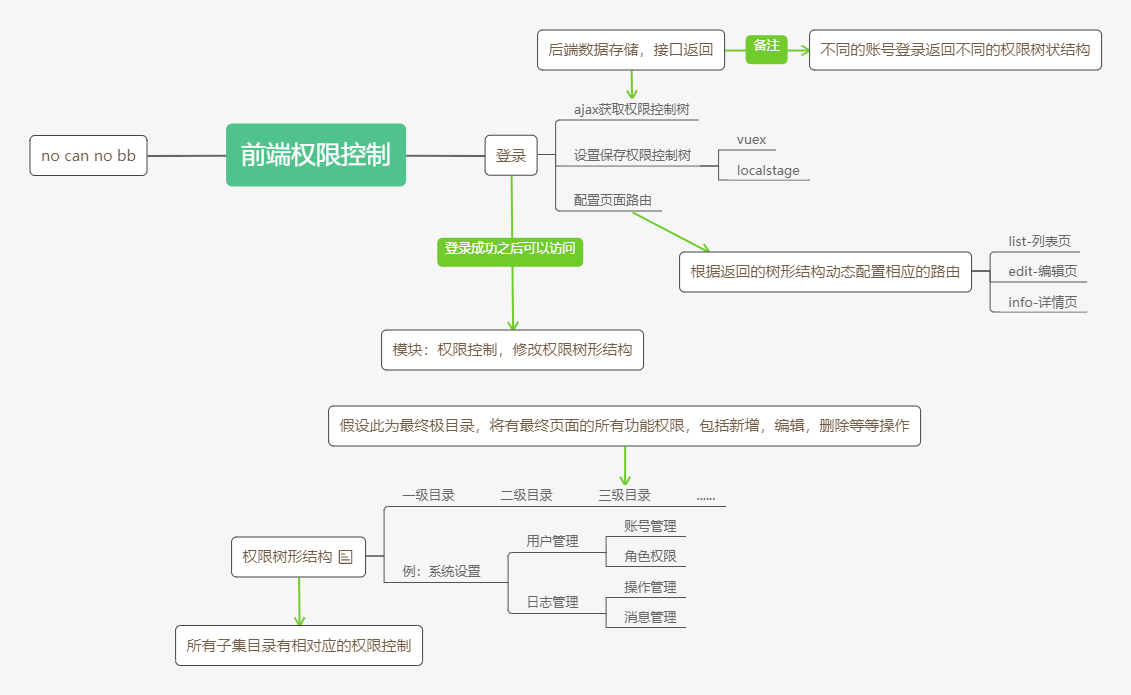 后端数据存储，接口返回
备注
不同的账号登录返回不同的权限树状结构
ajax获取权限控制树
no can no bb
前端权限控制
登录
设置保存权限控制树
vuex
localstage
配置页面路由
登录成功之后可以访问
根据返回的树形结构动态配置相应的路由
list-列表页
edit-编辑页
info-详情页
模块：权限控制，修改权限树形结构
假设此为最终极目录，将有最终页面的所有功能权限，包括新增，编辑，删除等等操作
一级目录
二级目录
三级目录
......
权限树形结构
例：系统设置
用户管理
账号管理
角色权限
日志管理
操作管理
消息管理
所有子集目录有相对应的权限控制